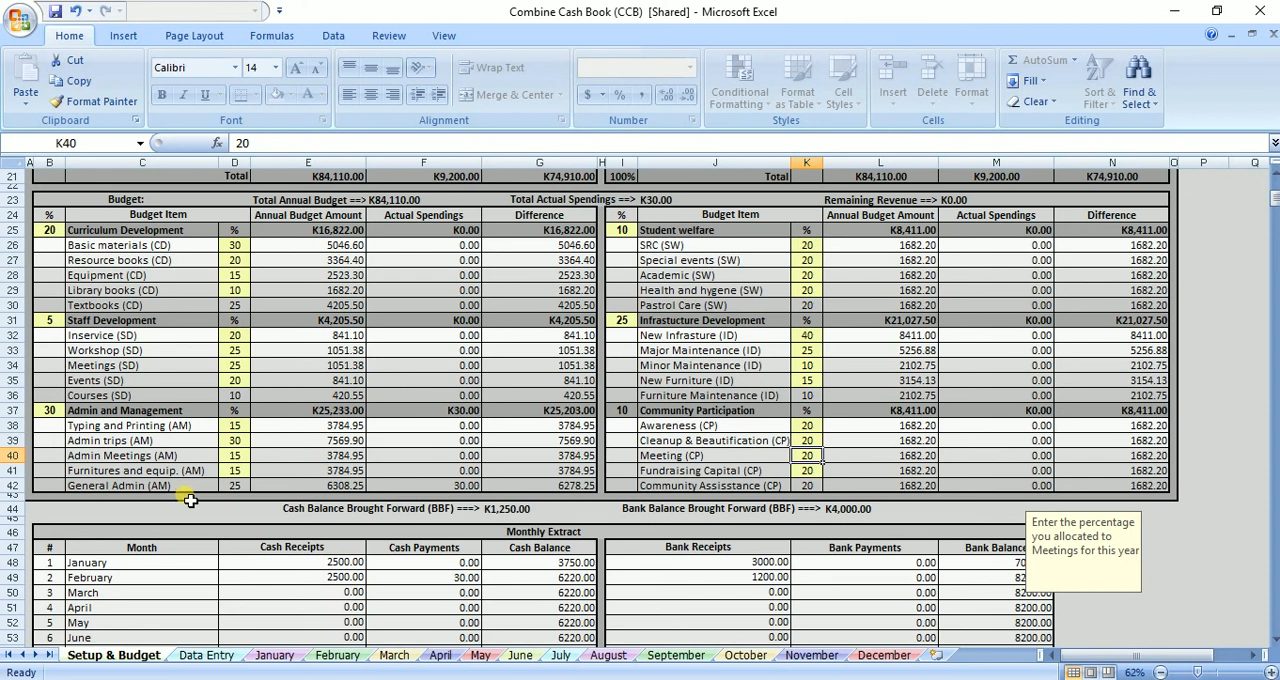 Combine Cash Book (CCB) [Shared] - Microsoft Excel
Home Insert Page Layout Formulas Data Review View
Cut
Copy
Format Painter
Paste
Clipboard
Calibri 14
B I U
Font
Wrap Text
Merge & Center
Alignment
$ % ,
Number
Conditional Formatting
Format as Table
Cell Styles
Styles
Insert Delete Format
Cells
AutoSum
Fill
Clear
Sort & Filter
Find & Select
Editing
K40 fx 20
A B C D E F G H I J K L M N O P Q
21 Total K84,110.00 K9,200.00 K74,910.00 100% Total K84,110.00 K9,200.00 K74,910.00
22
23 Budget: Total Annual Budget ==> K84,110.00 Total Actual Spendings ==> K30.00 Remaining Revenue ==> K0.00
24 % Budget Item Annual Budget Amount Actual Spendings Difference % Budget Item Annual Budget Amount Actual Spendings Difference
25 20 Curriculum Development % K16,822.00 K0.00 K16,822.00 10 Student welfare % K8,411.00 K0.00 K8,411.00
26 Basic materials (CD) 30 5046.60 0.00 5046.60 SRC (SW) 20 1682.20 0.00 1682.20
27 Resource books (CD) 20 3364.40 0.00 3364.40 Special events (SW) 20 1682.20 0.00 1682.20
28 Equipment (CD) 15 2523.30 0.00 2523.30 Academic (SW) 20 1682.20 0.00 1682.20
29 Library books (CD) 10 1682.20 0.00 1682.20 Health and hygene (SW) 20 1682.20 0.00 1682.20
30 Textbooks (CD) 25 4205.50 0.00 4205.50 Pastrol Care (SW) 20 1682.20 0.00 1682.20
31 5 Staff Development % K4,205.50 K0.00 K4,205.50 25 Infrastucture Development % K21,027.50 K0.00 K21,027.50
32 Inservice (SD) 20 841.10 0.00 841.10 New Infrasture (ID) 40 8411.00 0.00 8411.00
33 Workshop (SD) 25 1051.38 0.00 1051.38 Major Maintenance (ID) 25 5256.88 0.00 5256.88
34 Meetings (SD) 25 1051.38 0.00 1051.38 Minor Maintenance (ID) 10 2102.75 0.00 2102.75
35 Events (SD) 20 841.10 0.00 841.10 New Furniture (ID) 15 3154.13 0.00 3154.13
36 Courses (SD) 10 420.55 0.00 420.55 Furniture Maintenance (ID) 10 2102.75 0.00 2102.75
37 30 Admin and Management % K25,233.00 K30.00 K25,203.00 10 Community Participation % K8,411.00 K0.00 K8,411.00
38 Typing and Printing (AM) 15 3784.95 0.00 3784.95 Awareness (CP) 20 1682.20 0.00 1682.20
39 Admin trips (AM) 30 7569.90 0.00 7569.90 Cleanup & Beautification (CP) 20 1682.20 0.00 1682.20
40 Admin Meetings (AM) 15 3784.95 0.00 3784.95 Meeting (CP) 20 1682.20 0.00 1682.20
41 Furnitures and equip. (AM) 15 3784.95 0.00 3784.95 Fundraising Capital (CP) 20 1682.20 0.00 1682.20
42 General Admin (AM) 25 6308.25 30.00 6278.25 Community Assisstance (CP) 20 1682.20 0.00 1682.20
43
44 Cash Balance Brought Forward (BBF) ===> K1,250.00 Bank Balance Brought Forward (BBF) ===> K4,000.00
45
46 Monthly Extract
47 # Month Cash Receipts Cash Payments Cash Balance Bank Receipts Bank Payments Bank Balance
48 1 January 2500.00 0.00 3750.00 3000.00 0.00
49 2 February 2500.00 30.00 6220.00 1200.00 0.00
50 3 March 0.00 0.00 6220.00 0.00 0.00 8200.00
51 4 April 0.00 0.00 6220.00 0.00 0.00 8200.00
52 5 May 0.00 0.00 6220.00 0.00 0.00 8200.00
53 6 June 0.00 0.00 6220.00 0.00 0.00 8200.00
Enter the percentage
you allocated to
Meetings for this year
Setup & Budget Data Entry January February March April May June July August September October November December
Ready 62%